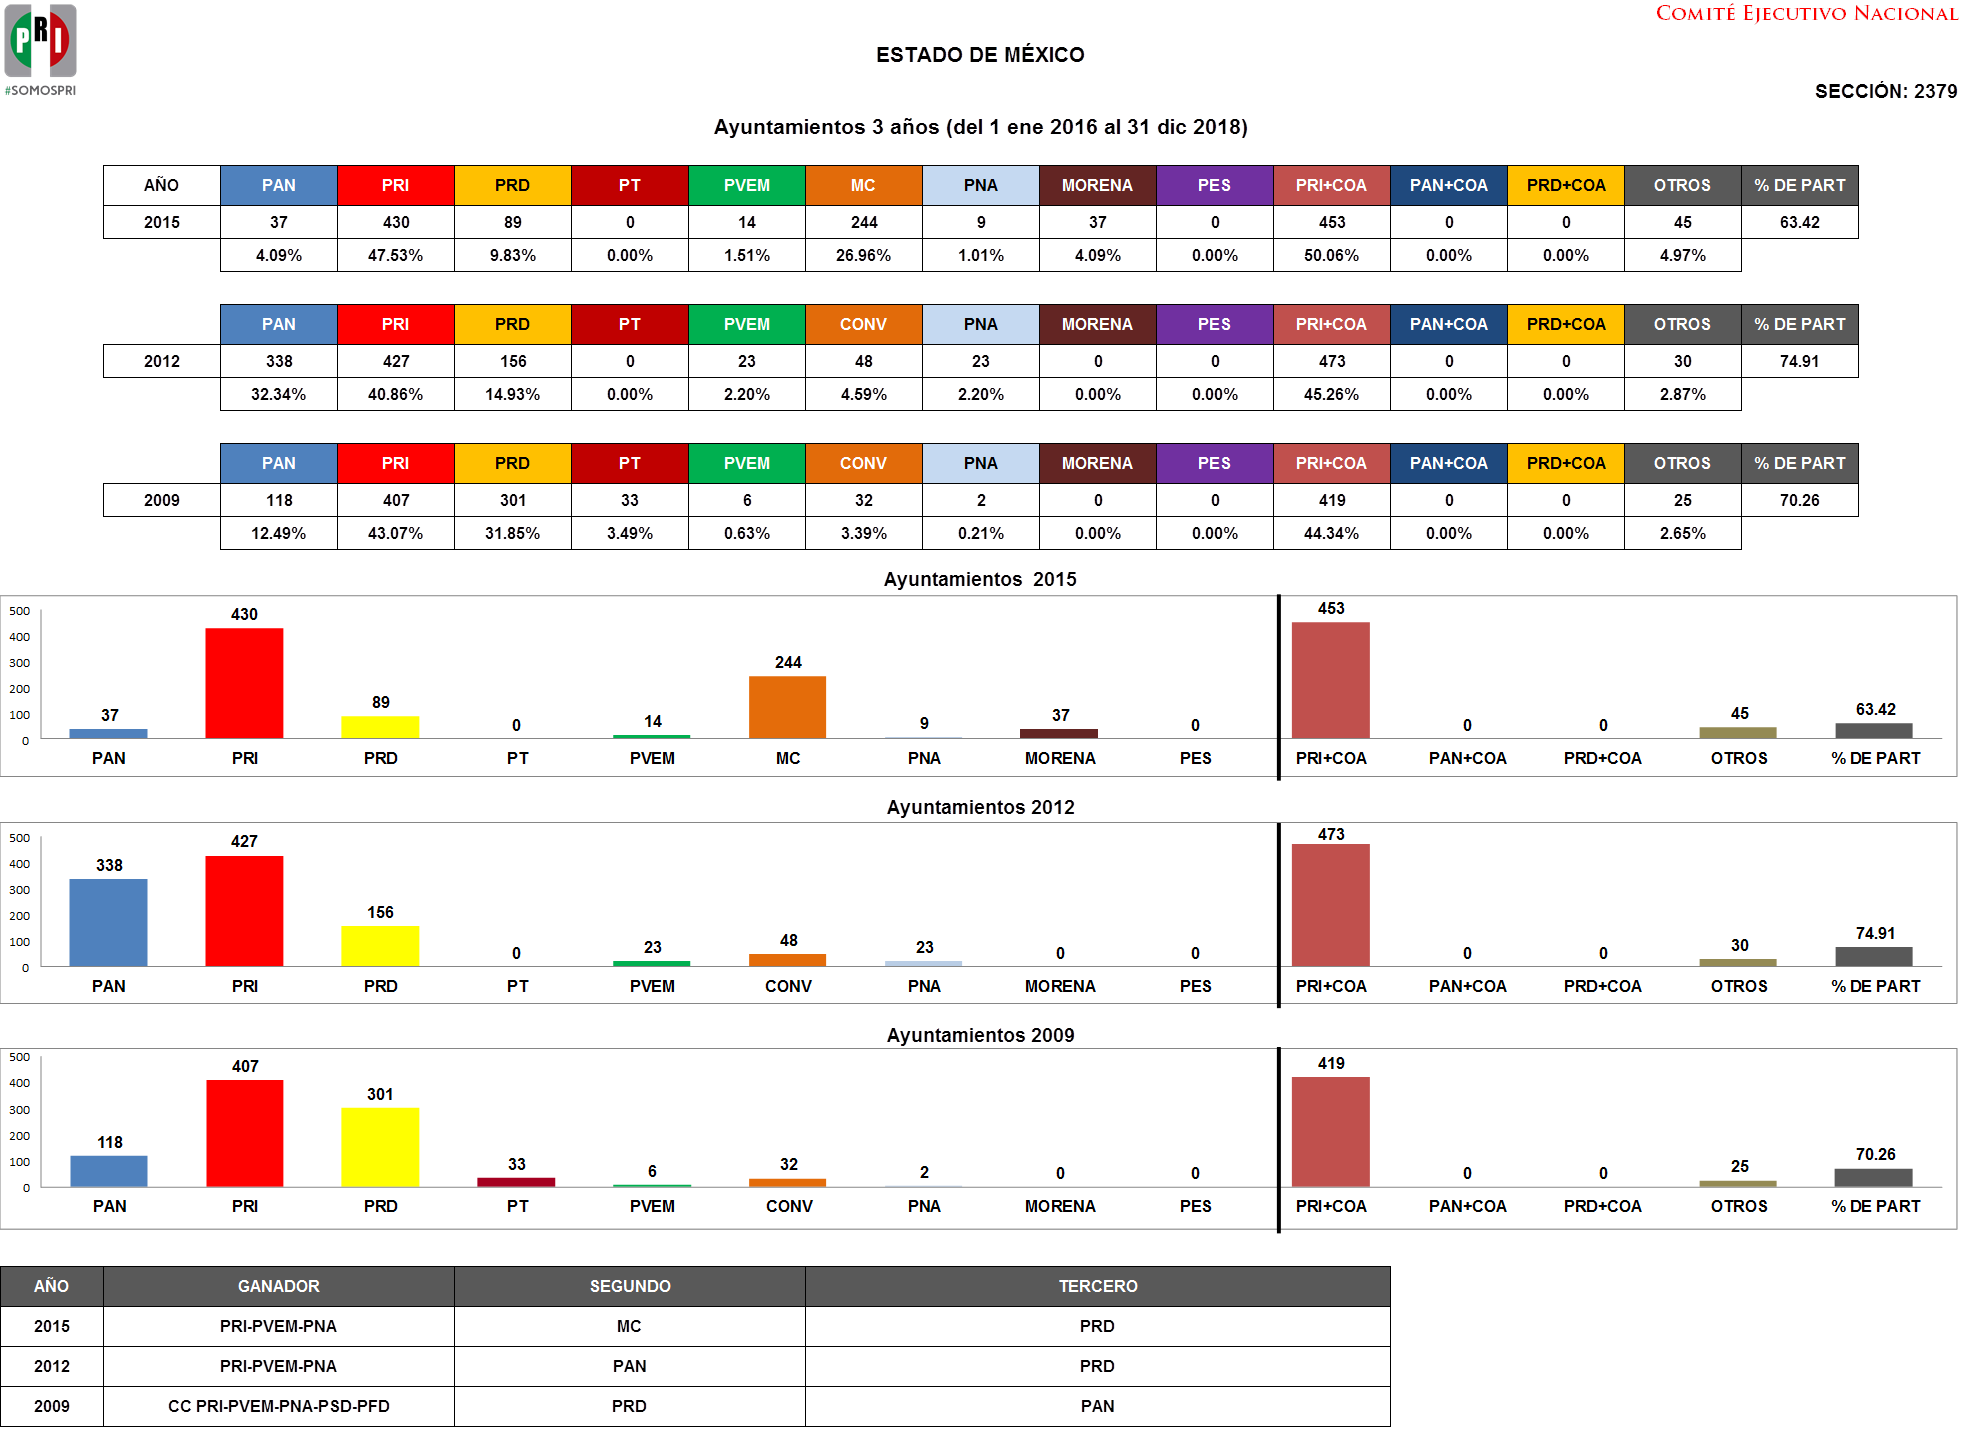 PRI
#SOMOSPRI
COMITÉ EJECUTIVO NACIONAL
ESTADO DE MÉXICO
SECCIÓN: 2379
Ayuntamientos 3 años (del 1 ene 2016 al 31 dic 2018)
AÑO PAN PRI PRD PT PVEM MC PNA MORENA PES PRI+COA PAN+COA PRD+COA OTROS % DE PART
2015 37 430 89 0 14 244 9 37 0 453 0 0 45 63.42
4.09% 47.53% 9.83% 0.00% 1.51% 26.96% 1.01% 4.09% 0.00% 50.06% 0.00% 0.00% 4.97%
PAN PRI PRD PT PVEM CONV PNA MORENA PES PRI+COA PAN+COA PRD+COA OTROS % DE PART
2012 338 427 156 0 23 48 23 0 0 473 0 0 30 74.91
32.34% 40.86% 14.93% 0.00% 2.20% 4.59% 2.20% 0.00% 0.00% 45.26% 0.00% 0.00% 2.87%
PAN PRI PRD PT PVEM CONV PNA MORENA PES PRI+COA PAN+COA PRD+COA OTROS % DE PART
2009 118 407 301 33 6 32 2 0 0 419 0 0 25 70.26
12.49% 43.07% 31.85% 3.49% 0.63% 3.39% 0.21% 0.00% 0.00% 44.34% 0.00% 0.00% 2.65%
Ayuntamientos 2015
500
400
300
200
100
0
37 430 89 0 14 244 9 37 0 453 0 0 45 63.42
PAN PRI PRD PT PVEM MC PNA MORENA PES PRI+COA PAN+COA PRD+COA OTROS % DE PART
Ayuntamientos 2012
500
400
300
200
100
0
338 427 156 0 23 48 23 0 0 473 0 0 30 74.91
PAN PRI PRD PT PVEM CONV PNA MORENA PES PRI+COA PAN+COA PRD+COA OTROS % DE PART
Ayuntamientos 2009
500
400
300
200
100
0
118 407 301 33 6 32 2 0 0 419 0 0 25 70.26
PAN PRI PRD PT PVEM CONV PNA MORENA PES PRI+COA PAN+COA PRD+COA OTROS % DE PART
AÑO GANADOR SEGUNDO TERCERO
2015 PRI-PVEM-PNA MC PRD
2012 PRI-PVEM-PNA PAN PRD
2009 CC PRI-PVEM-PNA-PSD-PFD PRD PAN